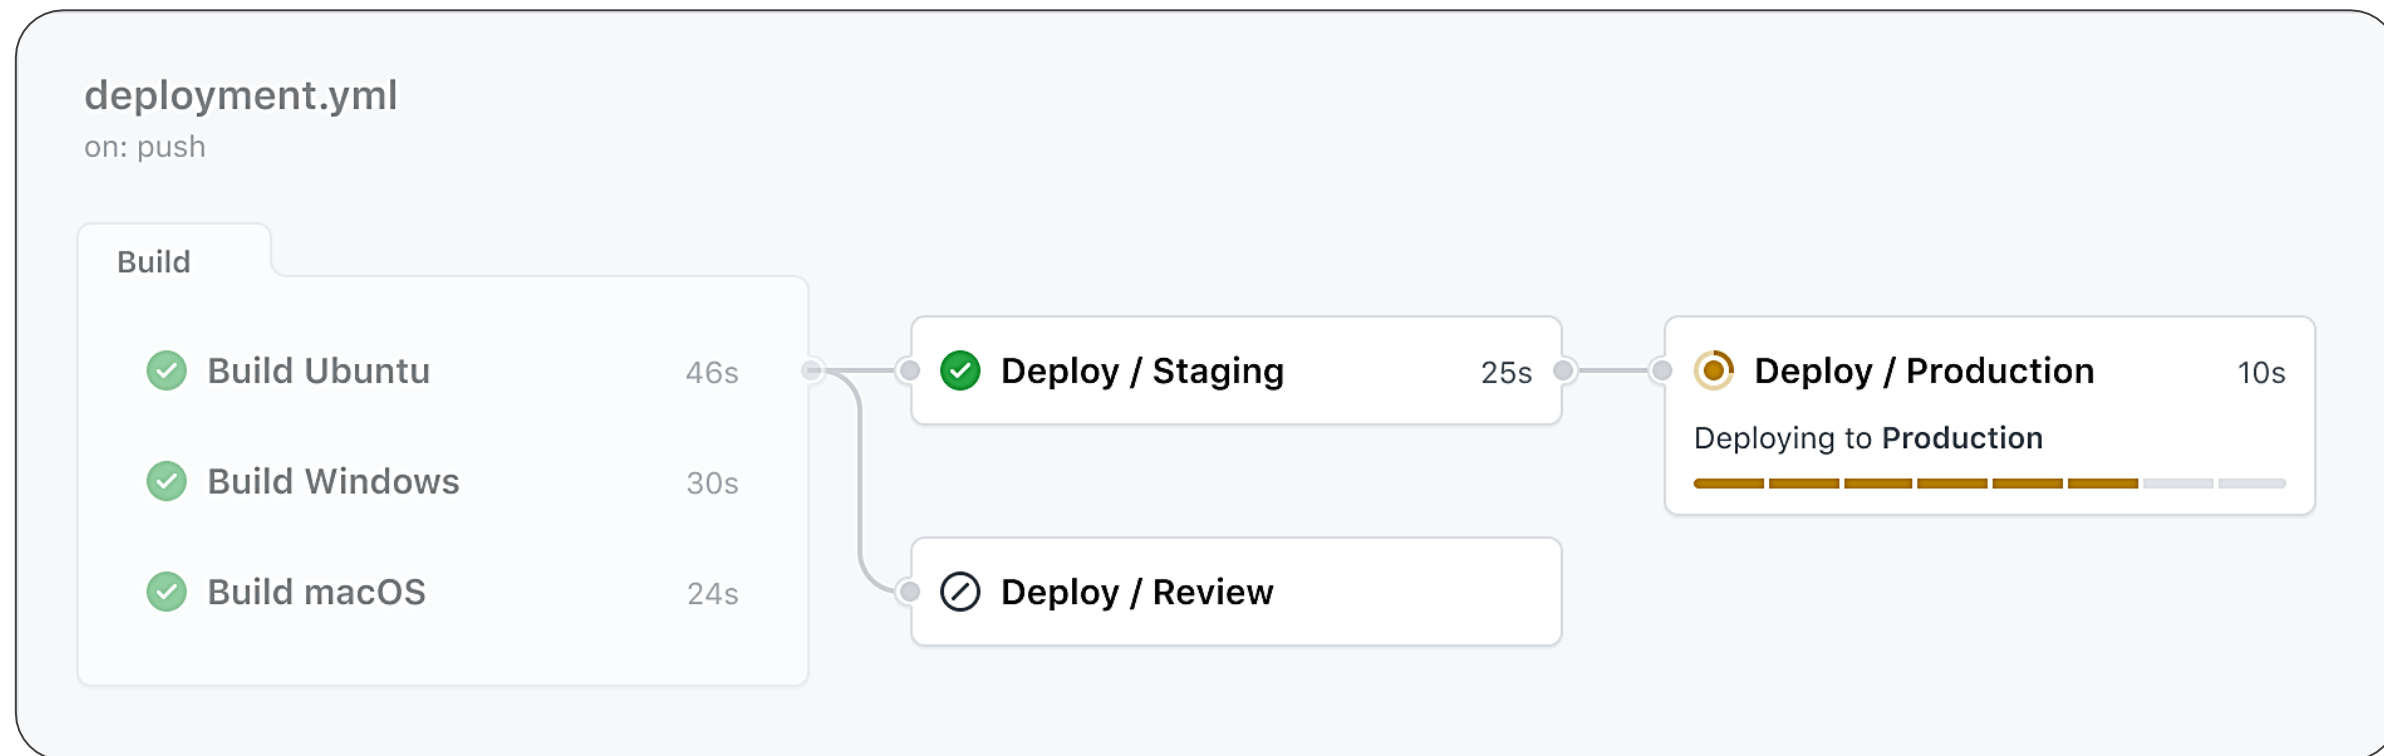 deployment.yml
on: push
Build
Build Ubuntu 46s
Build Windows 30s
Build macOS 24s
Deploy / Staging 25s
Deploy / Review
Deploy / Production 10s
Deploying to Production